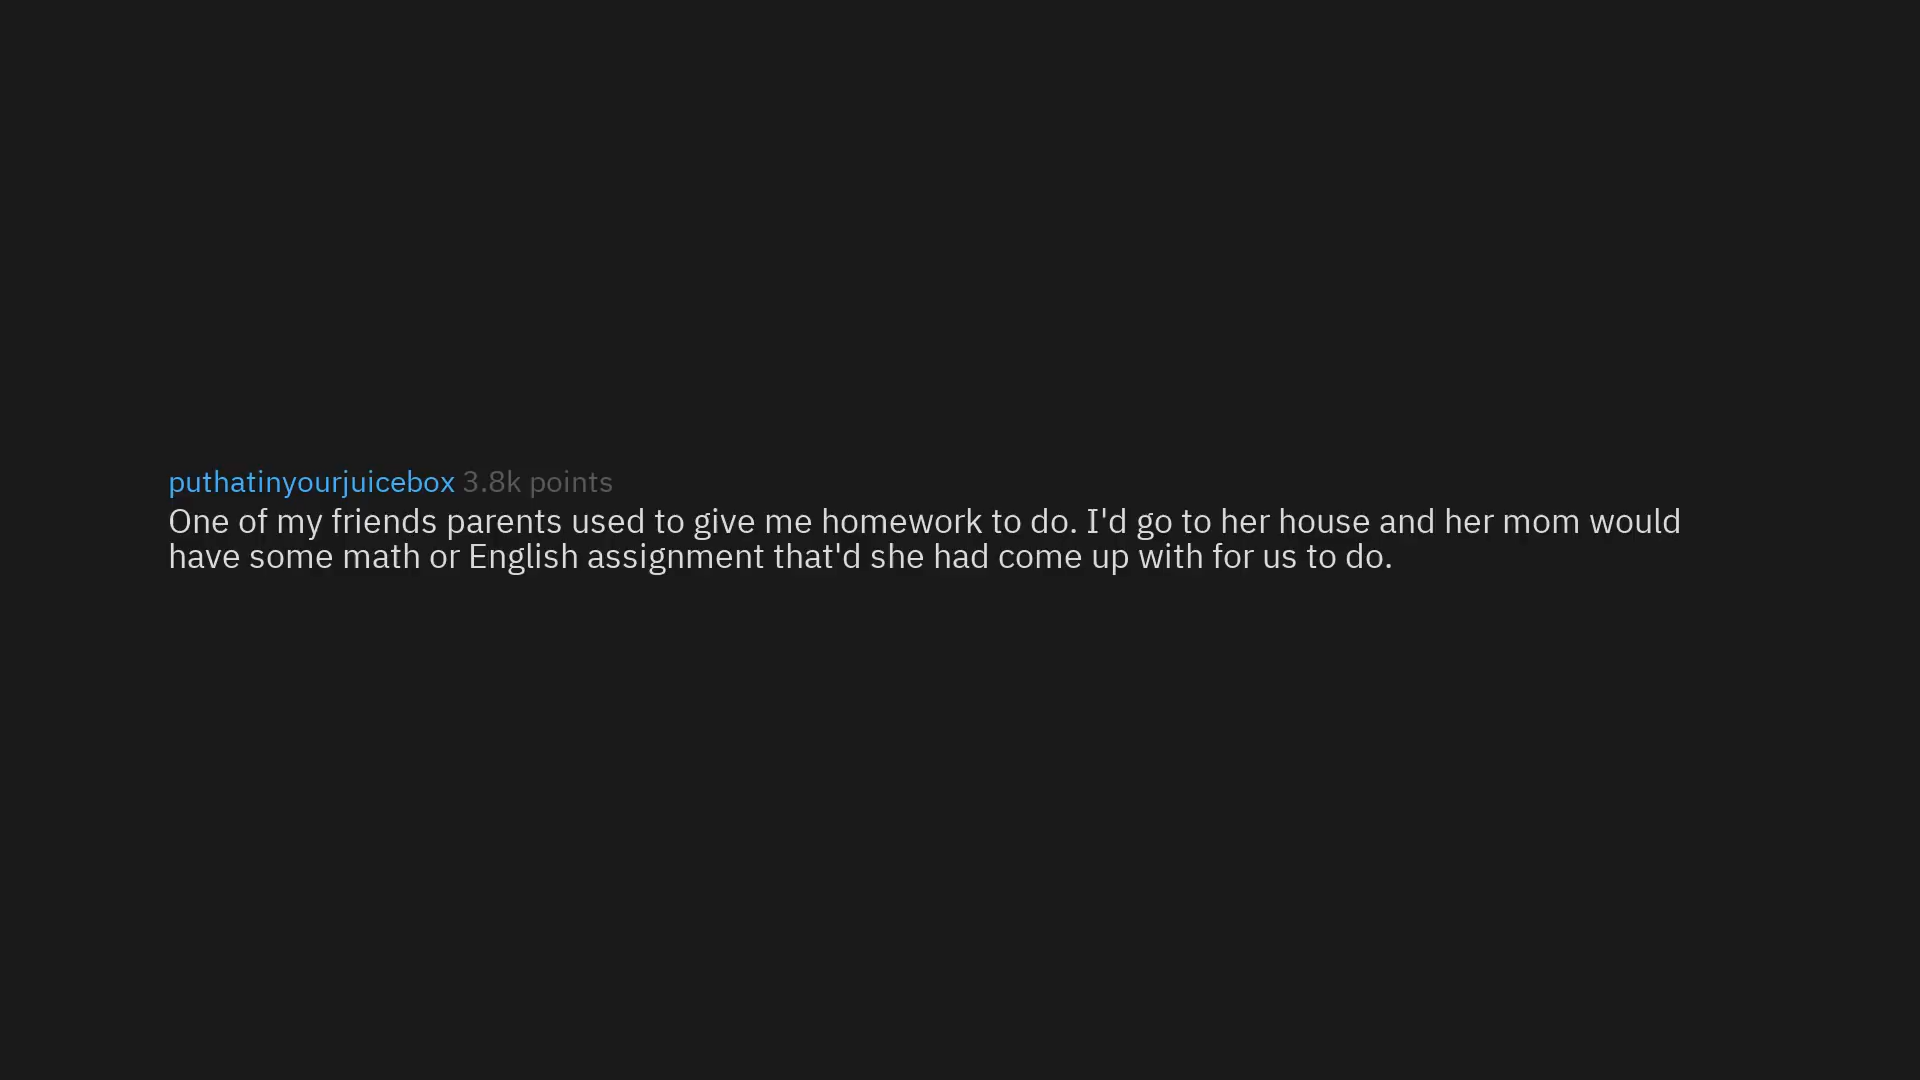 puthatinyourjuicebox 3.8k points
One of my friends parents used to give me homework to do. I'd go to her house and her mom would
have some math or English assignment that'd she had come up with for us to do.